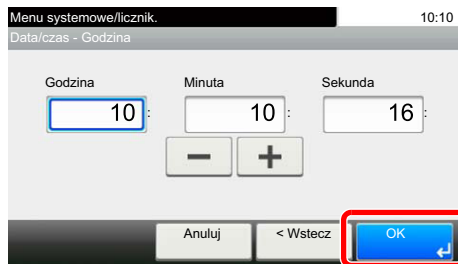 Menu systemowe/licznik. 10:10
Data/czas - Godzina
Godzina Minuta Sekunda
10 : 10 : 16 :
− +
Anuluj < Wstecz OK